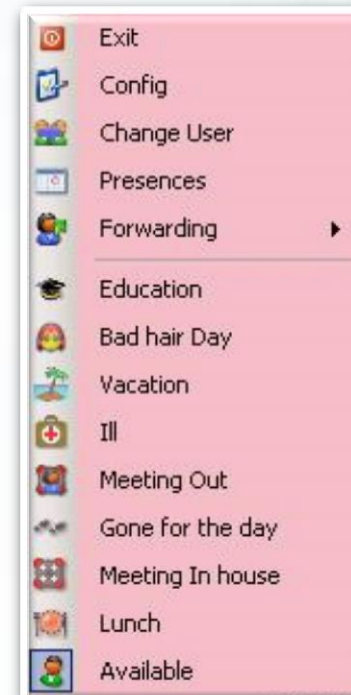 Exit
Config
Change User
Presences
Forwarding
Education
Bad hair Day
Vacation
Ill
Meeting Out
Gone for the day
Meeting In house
Lunch
Available